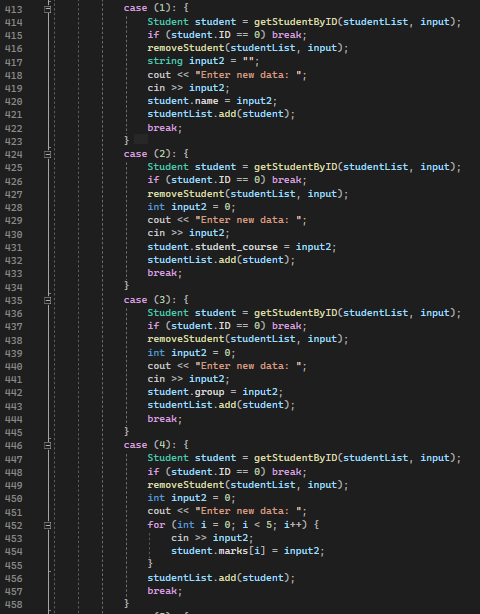 413 case (1): {
414 Student student = getStudentByID(studentList, input);
415 if (student.ID == 0) break;
416 removeStudent(studentList, input);
417 string input2 = "";
418 cout << "Enter new data: ";
419 cin >> input2;
420 student.name = input2;
421 studentList.add(student);
422 break;
423 }
424 case (2): {
425 Student student = getStudentByID(studentList, input);
426 if (student.ID == 0) break;
427 removeStudent(studentList, input);
428 int input2 = 0;
429 cout << "Enter new data: ";
430 cin >> input2;
431 student.student_course = input2;
432 studentList.add(student);
433 break;
434 }
435 case (3): {
436 Student student = getStudentByID(studentList, input);
437 if (student.ID == 0) break;
438 removeStudent(studentList, input);
439 int input2 = 0;
440 cout << "Enter new data: ";
441 cin >> input2;
442 student.group = input2;
443 studentList.add(student);
444 break;
445 }
446 case (4): {
447 Student student = getStudentByID(studentList, input);
448 if (student.ID == 0) break;
449 removeStudent(studentList, input);
450 int input2 = 0;
451 cout << "Enter new data: ";
452 for (int i = 0; i < 5; i++) {
453 cin >> input2;
454 student.marks[i] = input2;
455 }
456 studentList.add(student);
457 break;
458 }